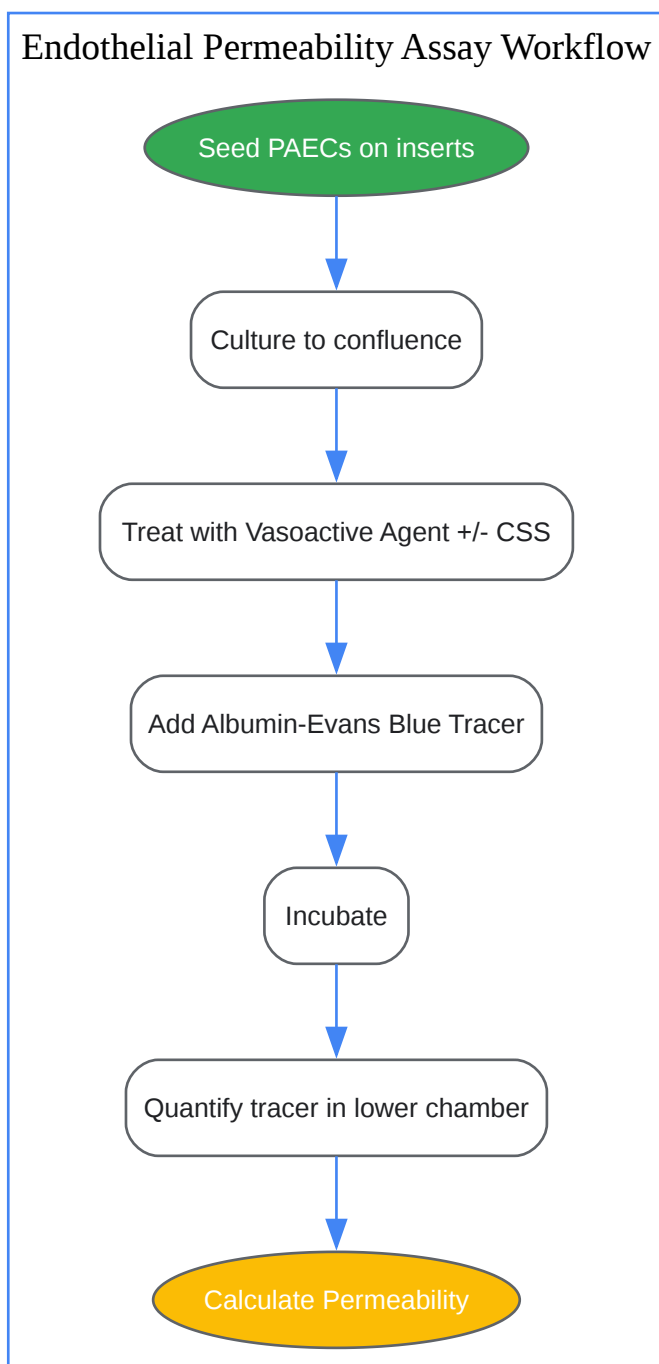 Endothelial Permeability Assay Workflow
Seed PAECs on inserts
Culture to confluence
Treat with Vasoactive Agent +/- CSS
Add Albumin-Evans Blue Tracer
Incubate
Quantify tracer in lower chamber
Calculate Permeability